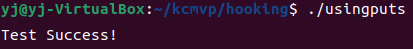 yj@yj-VirtualBox:~/kcmvp/hooking$ ./usingputs
Test Success!